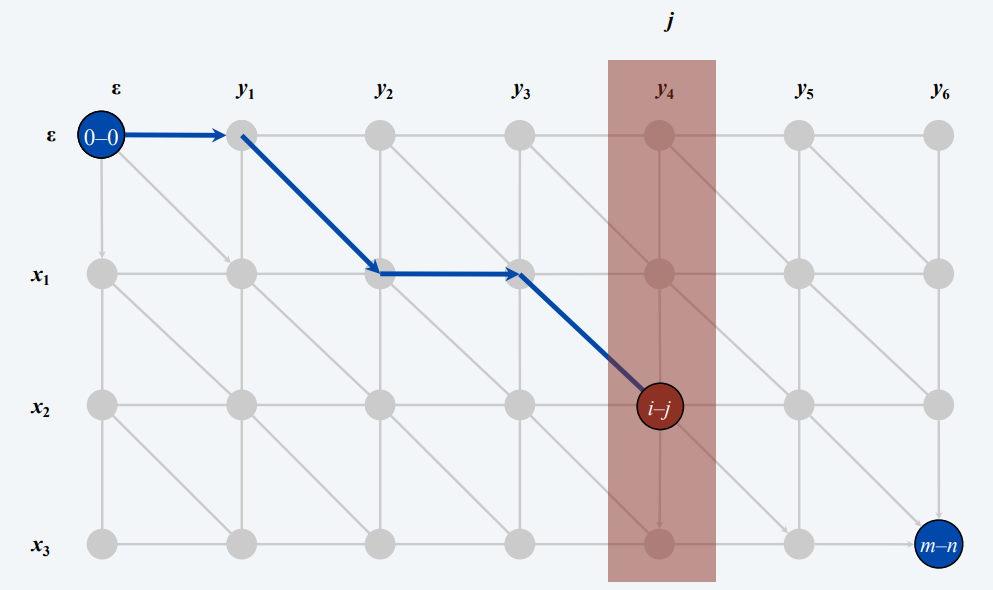 j
ε y₁ y₂ y₃ y₄ y₅ y₆
ε 0–0
x₁
x₂ i–j
x₃ m–n